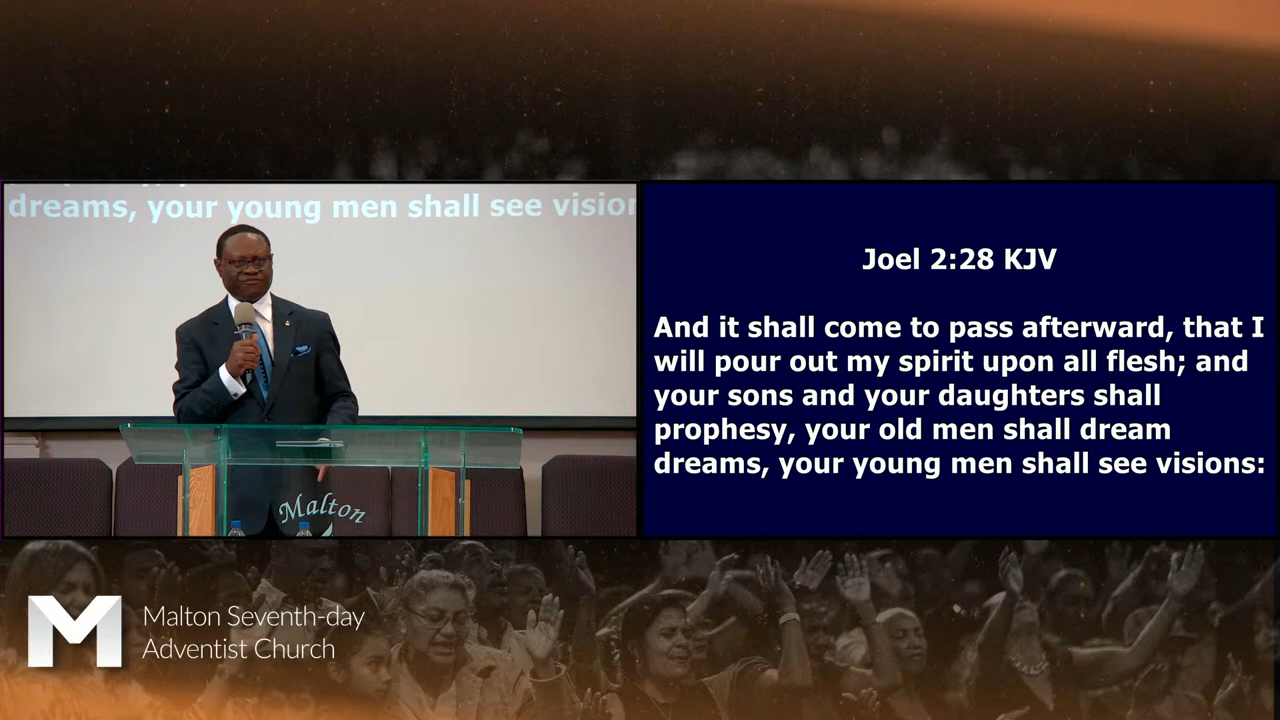 dreams, your young men shall see vision
Malton
Joel 2:28 KJV
And it shall come to pass afterward, that I
will pour out my spirit upon all flesh; and
your sons and your daughters shall
prophesy, your old men shall dream
dreams, your young men shall see visions:
M
Malton Seventh-day
Adventist Church